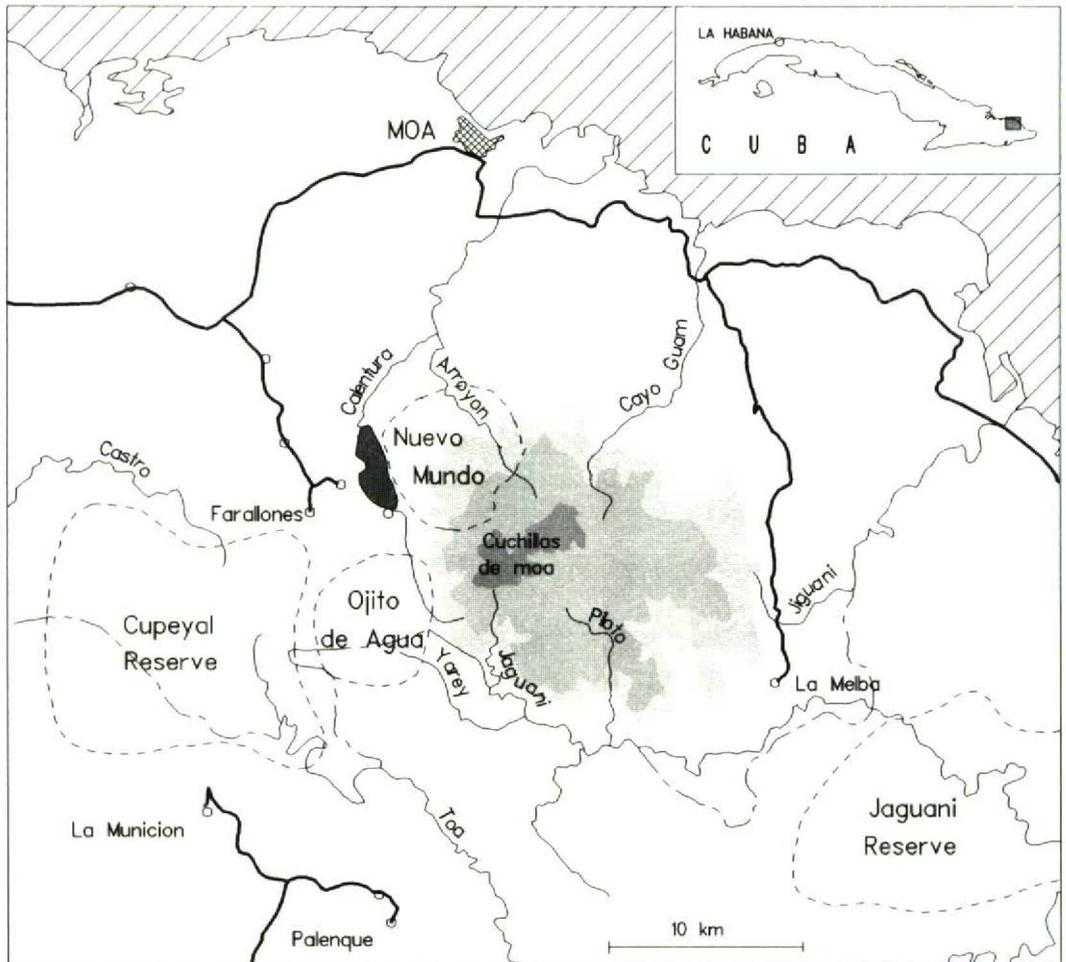 LA HABANA
C U B A
MOA
Calentura
Arroyon
Cayo Guam
Nuevo
Mundo
Castro
Farallones
Cuchillas
de moa
Ojito
de Agua
Cupeyal
Reserve
Piloto
Jiguani
Yarey
Jaguani
La Melba
La Municion
Toa
Jaguani
Reserve
Palenque
10 km